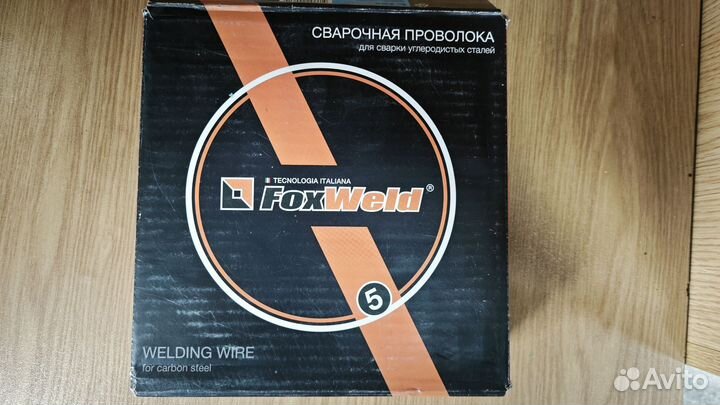 СВАРОЧНАЯ ПРОВОЛОКА
для сварки углеродистых сталей
TECNOLOGIA ITALIANA
FoxWeld®
5
WELDING WIRE
for carbon steel
Avito